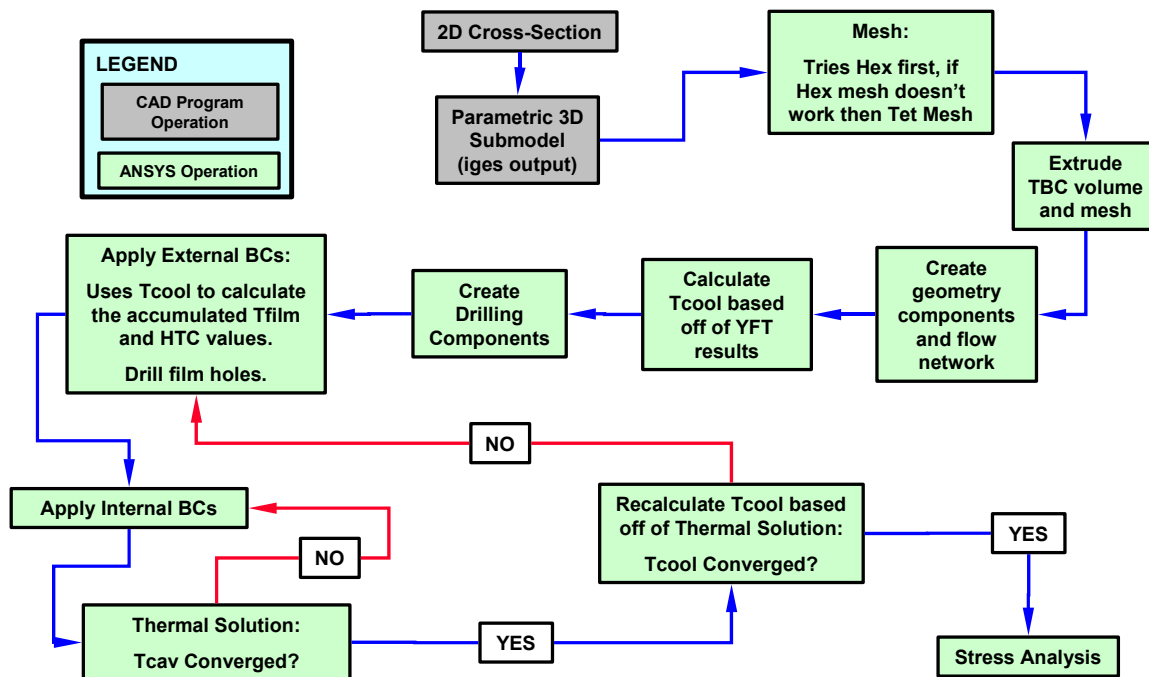 LEGEND
CAD Program
Operation
ANSYS Operation
2D Cross-Section
Parametric 3D
Submodel
(iges output)
Mesh:
Tries Hex first, if
Hex mesh doesn't
work then Tet Mesh
Extrude
TBC volume
and mesh
Create
geometry
components
and flow
network
Calculate
Tcool based
off of YFT
results
Create
Drilling
Components
Apply External BCs:
Uses Tcool to calculate
the accumulated Tfilm
and HTC values.
Drill film holes.
Apply Internal BCs
NO
Thermal Solution:
Tcav Converged?
YES
Recalculate Tcool based
off of Thermal Solution:
Tcool Converged?
NO
YES
Stress Analysis